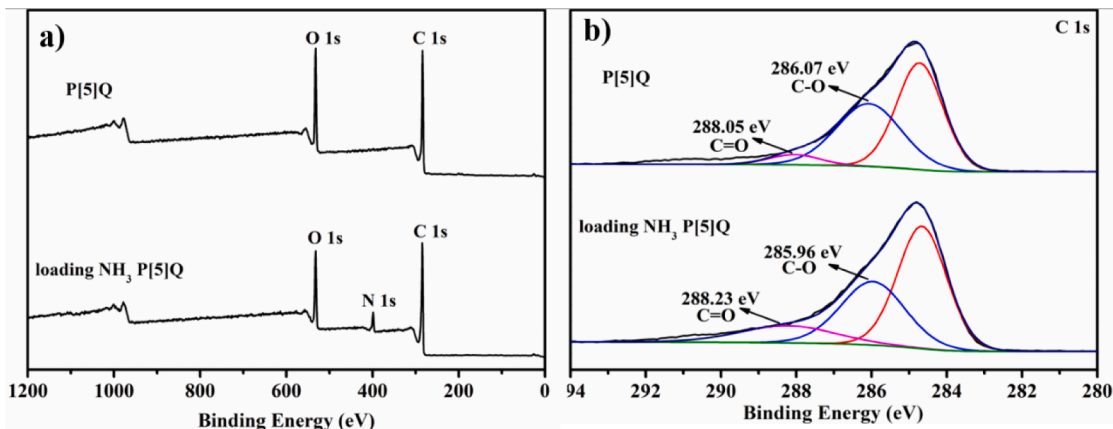 a)
O 1s
C 1s
P[5]Q
O 1s
C 1s
loading NH3 P[5]Q
N 1s
1200 1000 800 600 400 200 0
Binding Energy (eV)
b)
C 1s
P[5]Q
286.07 eV
C-O
288.05 eV
C=O
loading NH3 P[5]Q
285.96 eV
C-O
288.23 eV
C=O
94 292 290 288 286 284 282 280
Binding Energy (eV)